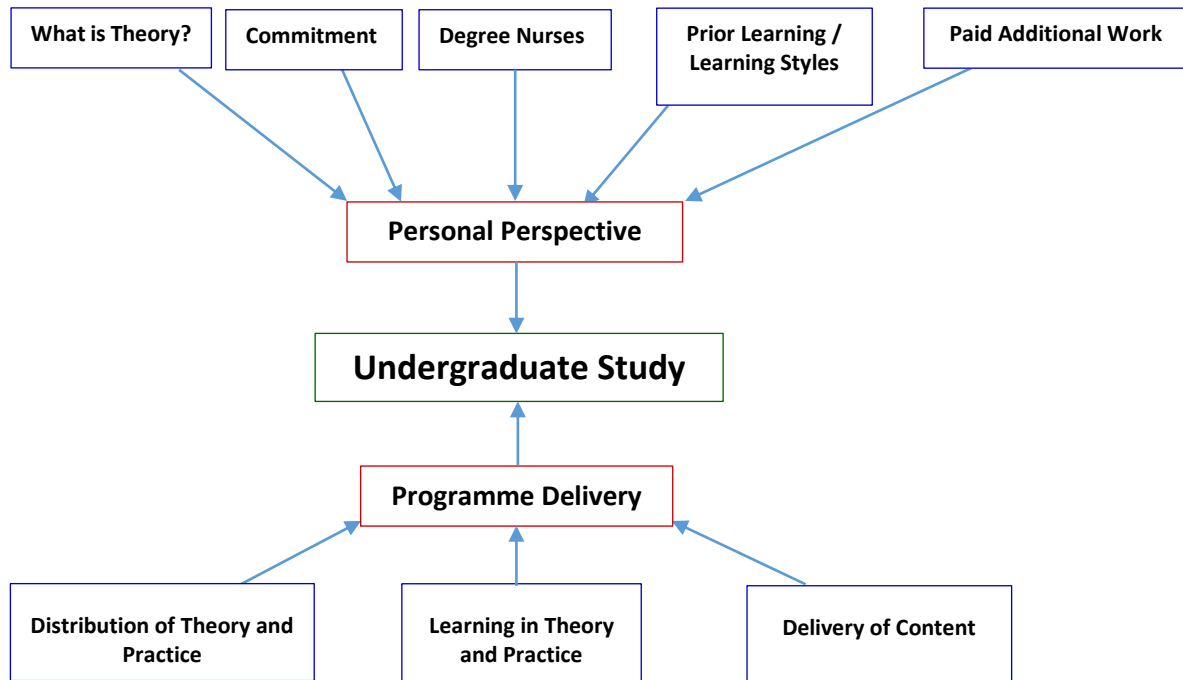 What is Theory?
Commitment
Degree Nurses
Prior Learning /
Learning Styles
Paid Additional Work
Personal Perspective
Undergraduate Study
Programme Delivery
Distribution of Theory and
Practice
Learning in Theory
and Practice
Delivery of Content